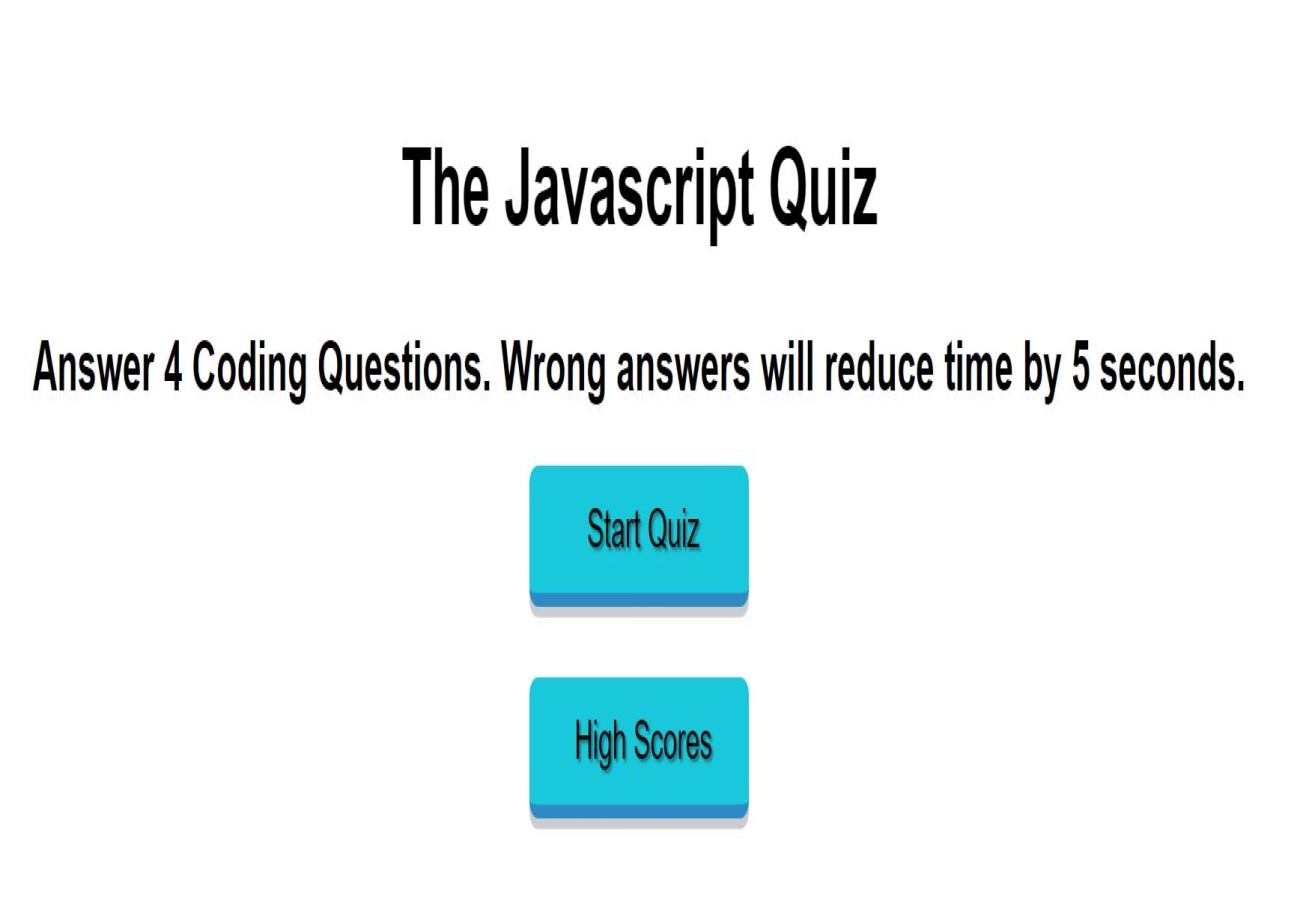 The Javascript Quiz
Answer 4 Coding Questions. Wrong answers will reduce time by 5 seconds.
Start Quiz
High Scores